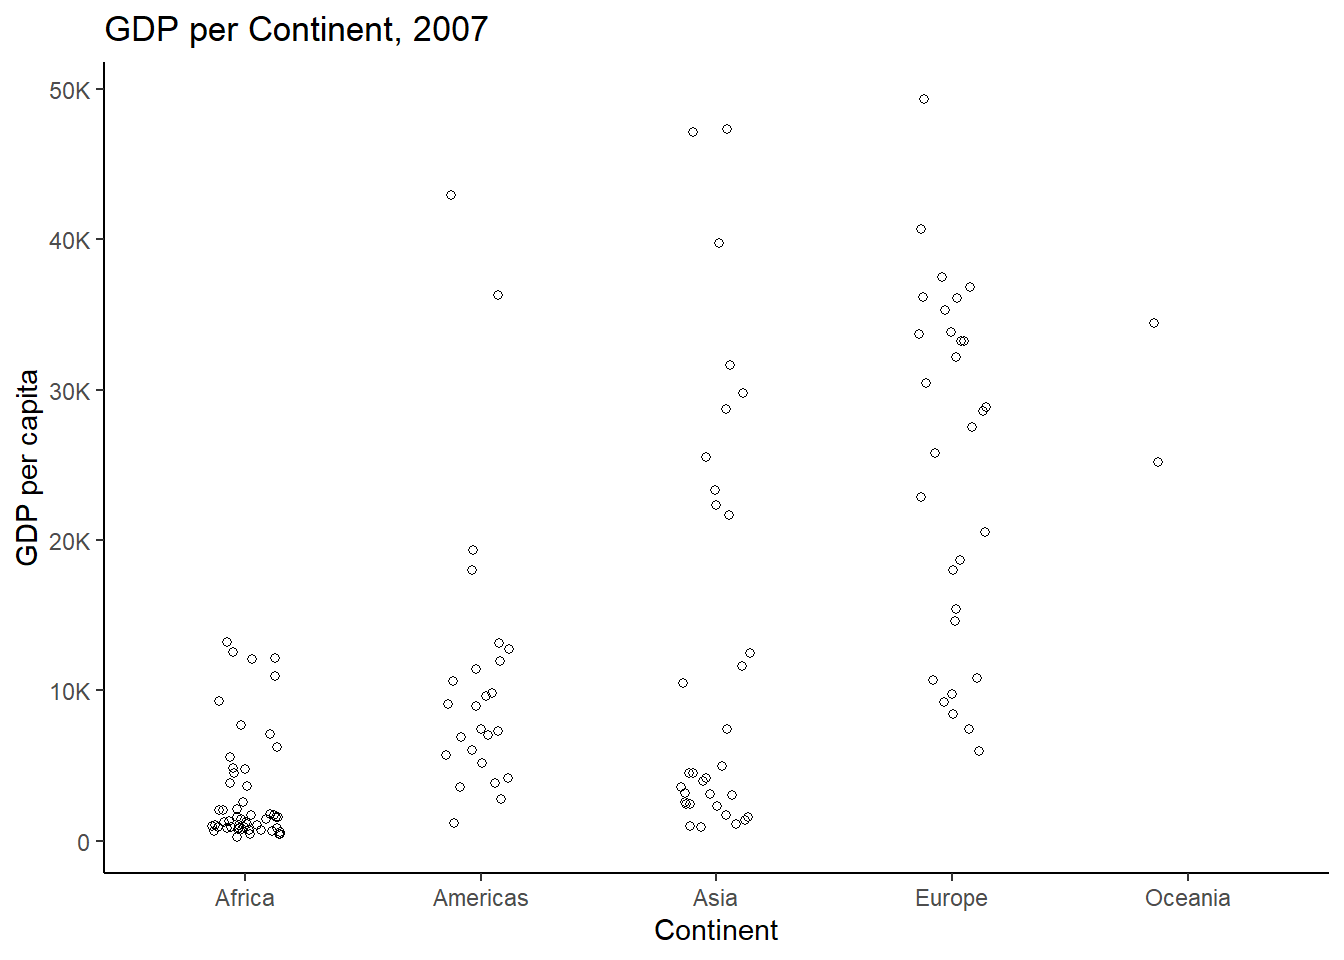 GDP per Continent, 2007
50K
40K
30K
20K
10K
0
GDP per capita
Africa Americas Asia Europe Oceania
Continent